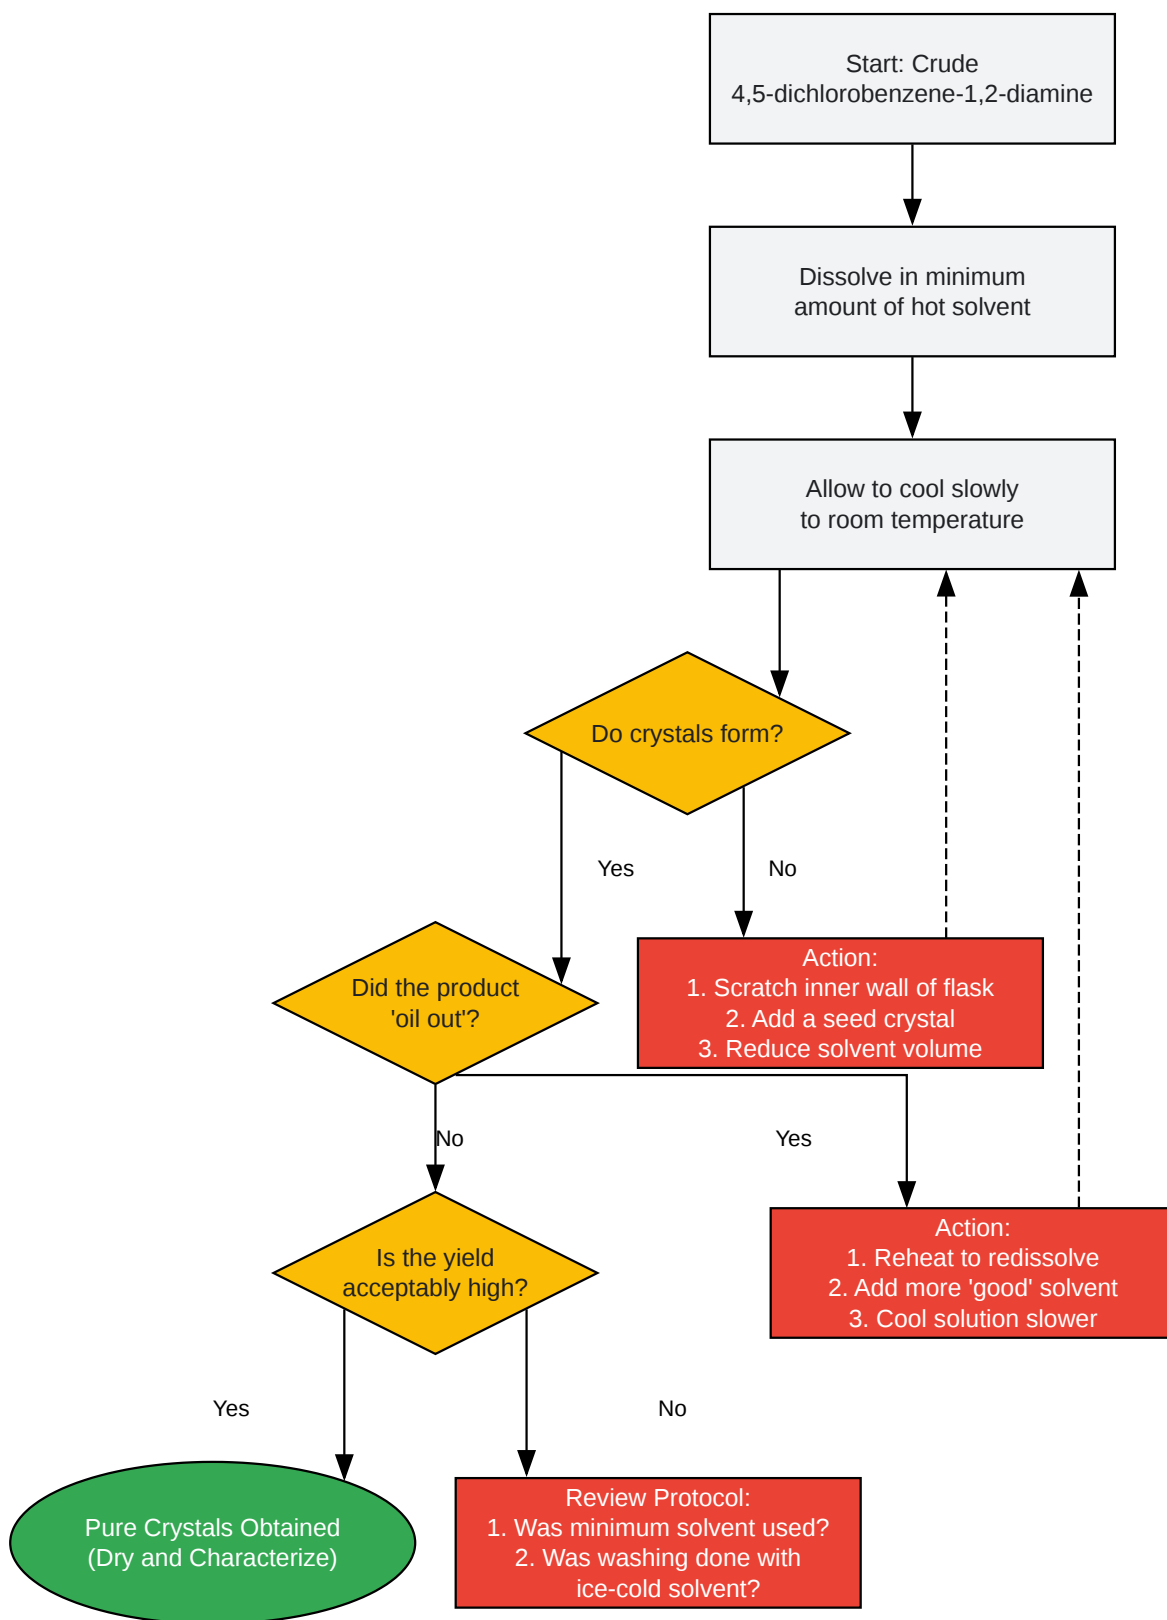 Start: Crude
4,5-dichlorobenzene-1,2-diamine
Dissolve in minimum
amount of hot solvent
Allow to cool slowly
to room temperature
Do crystals form?
Yes
No
Did the product
'oil out'?
Action:
1. Scratch inner wall of flask
2. Add a seed crystal
3. Reduce solvent volume
No
Yes
Is the yield
acceptably high?
Action:
1. Reheat to redissolve
2. Add more 'good' solvent
3. Cool solution slower
Yes
No
Pure Crystals Obtained
(Dry and Characterize)
Review Protocol:
1. Was minimum solvent used?
2. Was washing done with
ice-cold solvent?